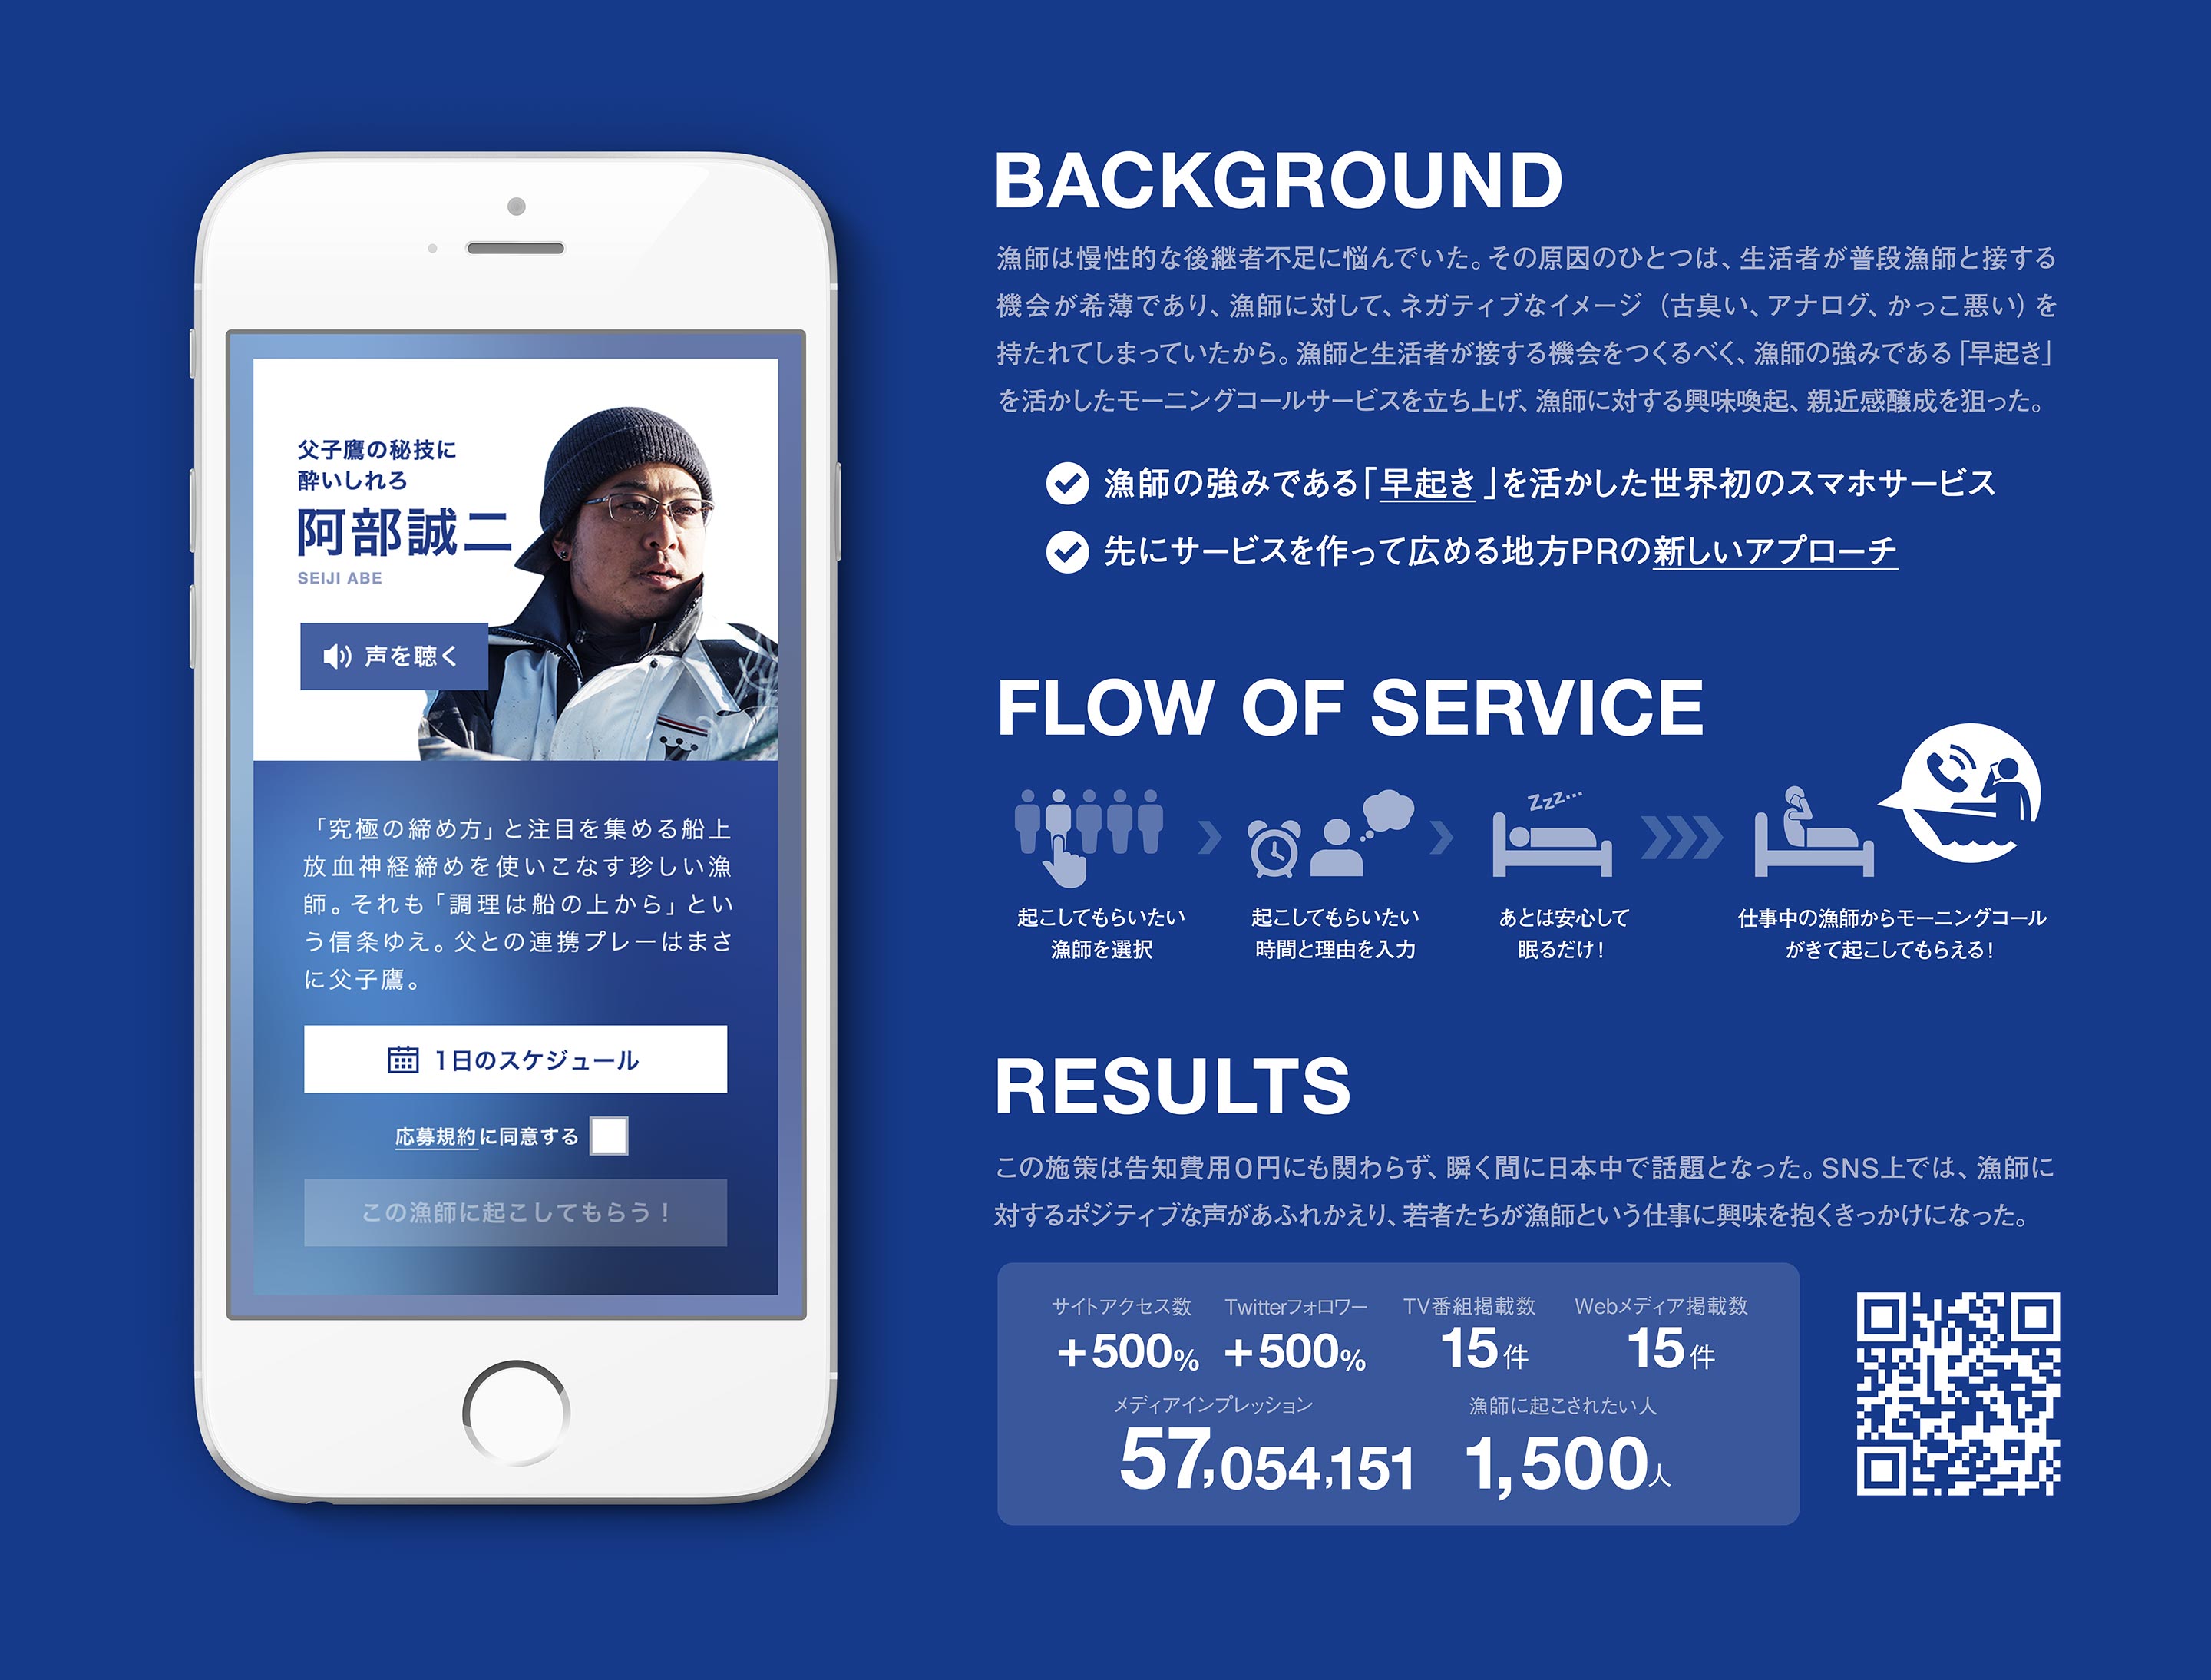 父子鷹の秘技に
酔いしれろ
阿部誠二
SEIJI ABE
声を聴く
「究極の締め方」と注目を集める船上
放血神経締めを使いこなす珍しい漁
師。それも「調理は船の上から」とい
う信条ゆえ。父との連携プレーはまさ
に父子鷹。
1日のスケジュール
応募規約に同意する
この漁師に起こしてもらう！
BACKGROUND
漁師は慢性的な後継者不足に悩んでいた。その原因のひとつは、生活者が普段漁師と接する
機会が希薄であり、漁師に対して、ネガティブなイメージ（古臭い、アナログ、かっこ悪い）を
持たれてしまっていたから。漁師と生活者が接する機会をつくるべく、漁師の強みである「早起き」
を活かしたモーニングコールサービスを立ち上げ、漁師に対する興味喚起、親近感醸成を狙った。
漁師の強みである「早起き」を活かした世界初のスマホサービス
先にサービスを作って広める地方PRの新しいアプローチ
FLOW OF SERVICE
Zzz…
起こしてもらいたい
漁師を選択
起こしてもらいたい
時間と理由を入力
あとは安心して
眠るだけ！
仕事中の漁師からモーニングコール
がきて起こしてもらえる！
RESULTS
この施策は告知費用0円にも関わらず、瞬く間に日本中で話題となった。SNS上では、漁師に
対するポジティブな声があふれかえり、若者たちが漁師という仕事に興味を抱くきっかけになった。
サイトアクセス数
+500%
Twitterフォロワー
+500%
TV番組掲載数
15件
Webメディア掲載数
15件
メディアインプレッション
57,054,151
漁師に起こされたい人
1,500人